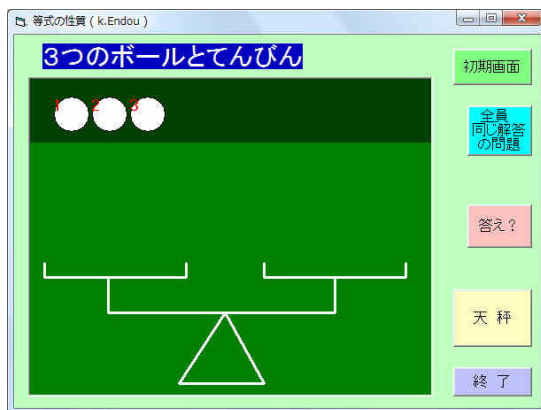 等式の性質 ( k.Endou )
3つのボールとてんびん
1 2 3
初期画面
全員
同じ解答
の問題
答え？
天 秤
終 了